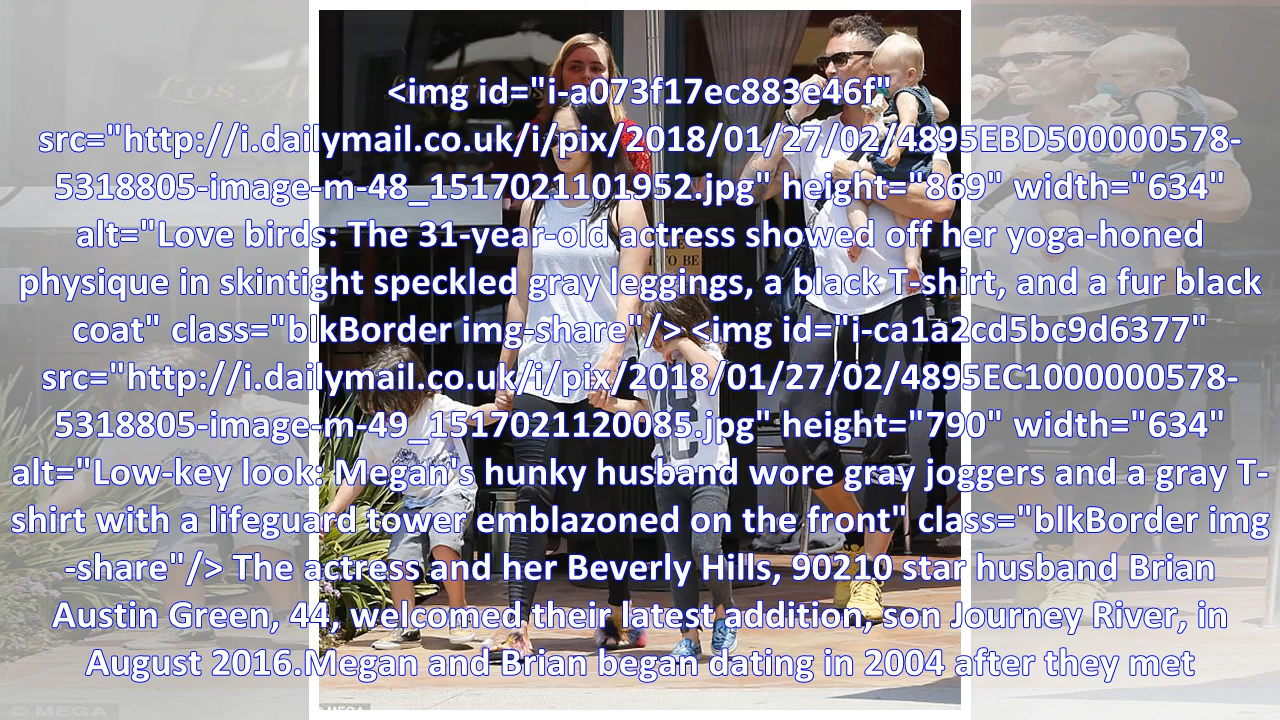 <img id="i-a073f17ec883e46f"
src="http://i.dailymail.co.uk/i/pix/2018/01/27/02/4895EBD500000578-
5318805-image-m-48_1517021101952.jpg" height="869" width="634"
alt="Love birds: The 31-year-old actress showed off her yoga-honed
physique in skintight speckled gray leggings, a black T-shirt, and a fur black
coat" class="blkBorder img-share"/> <img id="i-ca1a2cd5bc9d6377"
src="http://i.dailymail.co.uk/i/pix/2018/01/27/02/4895EC1000000578-
5318805-image-m-49_1517021120085.jpg" height="790" width="634"
alt="Low-key look: Megan's hunky husband wore gray joggers and a gray T-
shirt with a lifeguard tower emblazoned on the front" class="blkBorder img
-share"/> The actress and her Beverly Hills, 90210 star husband Brian
Austin Green, 44, welcomed their latest addition, son Journey River, in
August 2016.Megan and Brian began dating in 2004 after they met
Los
TO BE
© MEGA
MEGA